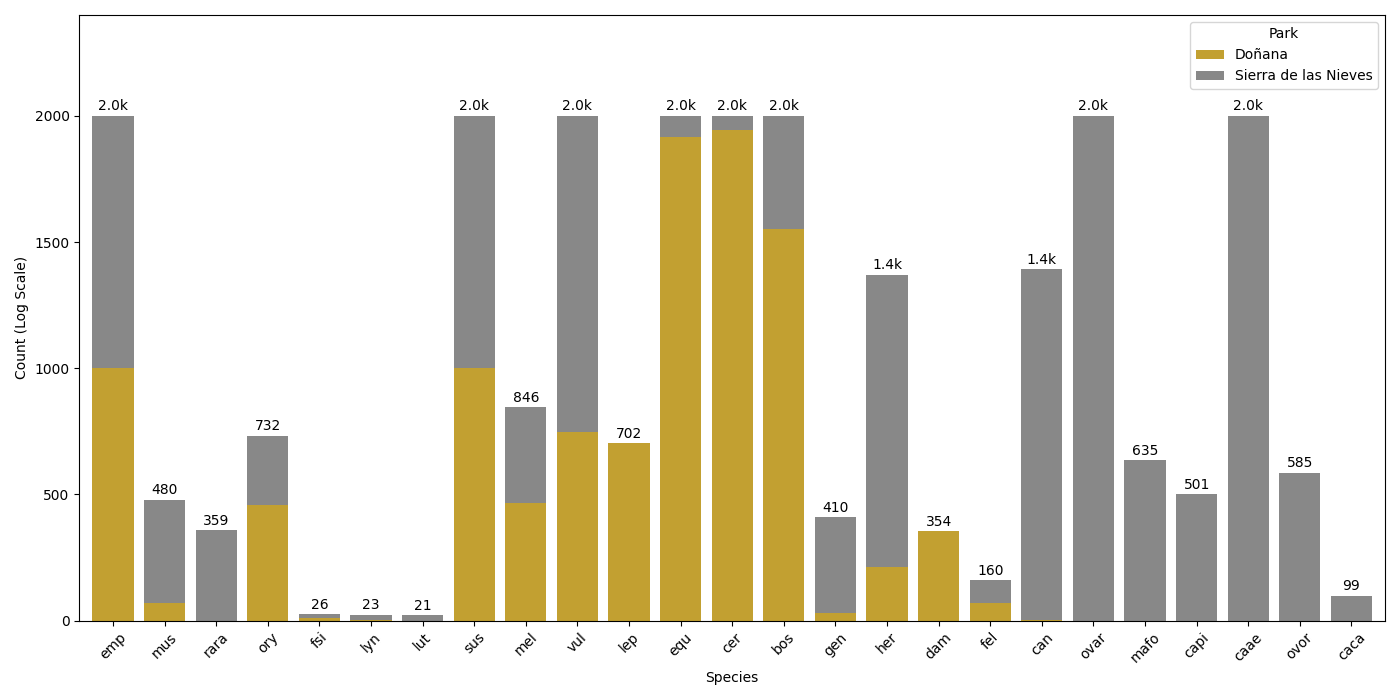 Park
Doñana
Sierra de las Nieves
2.0k
2.0k
2.0k
2.0k
2.0k
2.0k
2.0k
2.0k
2000
1500
1.4k
1.4k
1000
846
732
702
635
585
500
501
480
410
359
354
160
99
26
23
21
0
Count (Log Scale)
emp
mus
rara
ory
fsi
lyn
lut
sus
mel
vul
lep
equ
cer
bos
gen
her
dam
fel
can
ovar
mafo
capi
caae
ovor
caca
Species